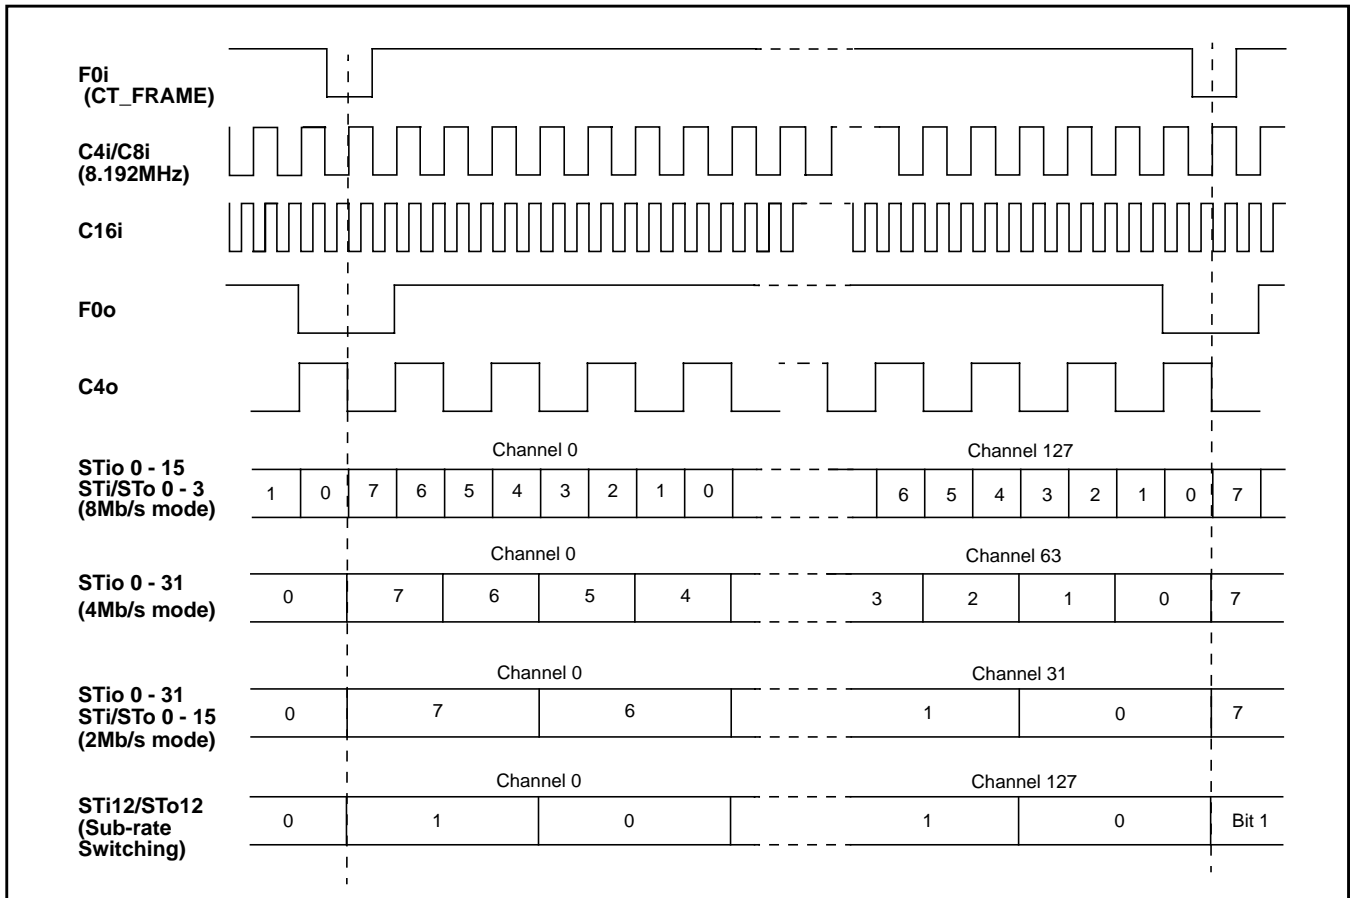 F0i
(CT_FRAME)
C4i/C8i
(8.192MHz)
C16i
F0o
C4o
Channel 0
Channel 127
STio 0 - 15
STi/STo 0 - 3
(8Mb/s mode)
1 0 7 6 5 4 3 2 1 0 6 5 4 3 2 1 0 7
Channel 0
Channel 63
STio 0 - 31
(4Mb/s mode)
0 7 6 5 4 3 2 1 0 7
Channel 0
Channel 31
STio 0 - 31
STi/STo 0 - 15
(2Mb/s mode)
0 7 6 1 0 7
Channel 0
Channel 127
STi12/STo12
(Sub-rate
Switching)
0 1 0 1 0 Bit 1